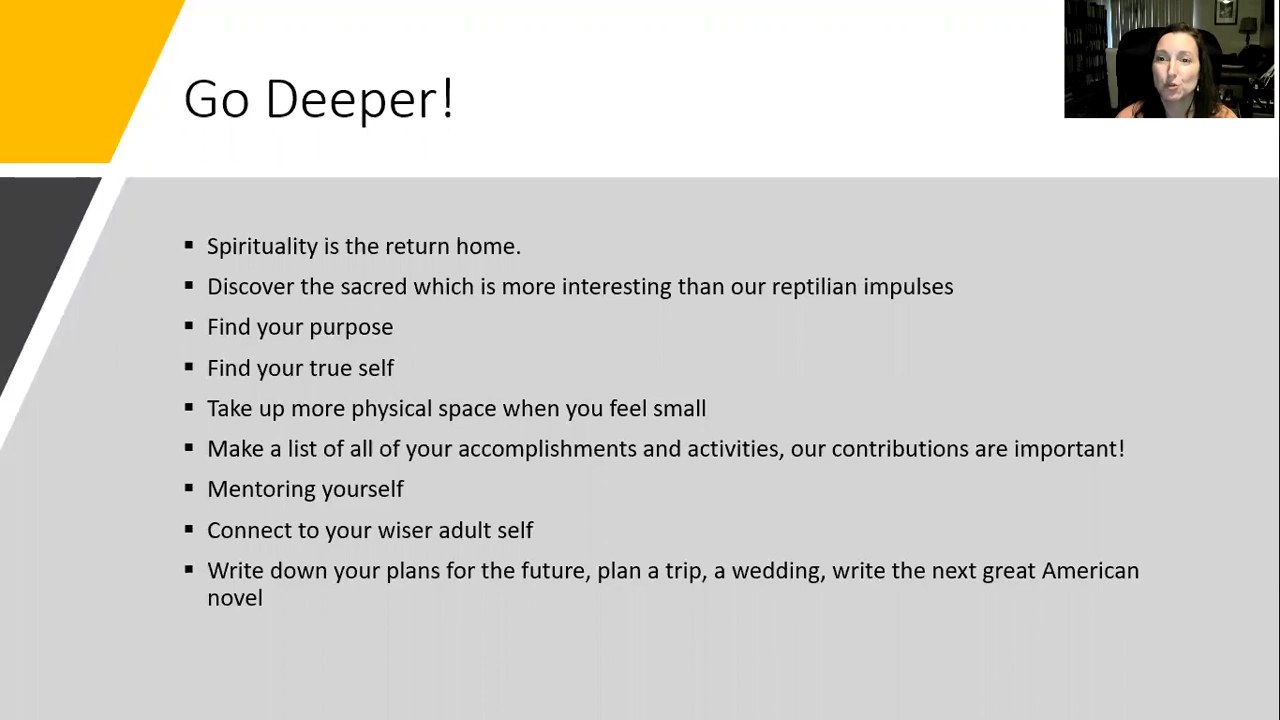 Go Deeper!
Spirituality is the return home.
Discover the sacred which is more interesting than our reptilian impulses
Find your purpose
Find your true self
Take up more physical space when you feel small
Make a list of all of your accomplishments and activities, our contributions are important!
Mentoring yourself
Connect to your wiser adult self
Write down your plans for the future, plan a trip, a wedding, write the next great American
novel